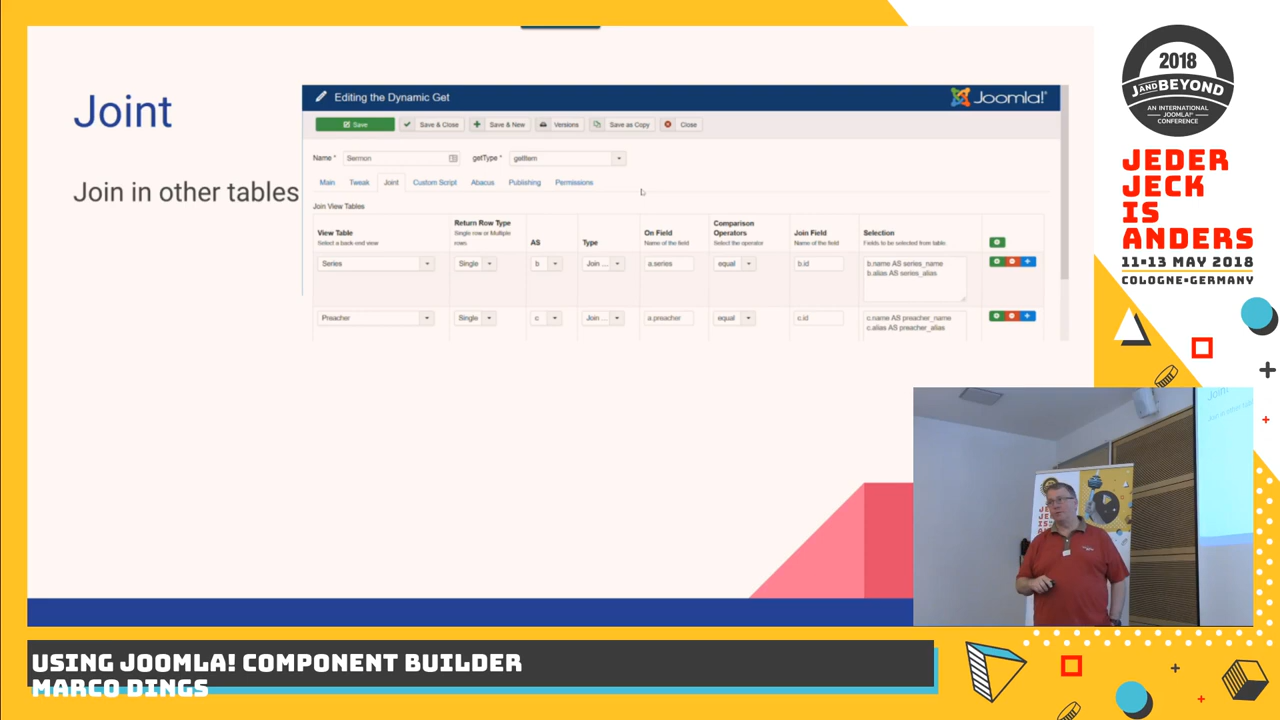 Joint
Join in other tables
Editing the Dynamic Get
Joomla!
Save
Save & Close
Save & New
Versions
Save as Copy
Close
Name *
Sermon
getType *
getItem
Main
Tweak
Joint
Custom Script
Abacus
Publishing
Permissions
Join View Tables
View Table
Select a back-end view
Return Row Type
Single row or Multiple
rows.
AS
Type
On Field
Name of the field
Comparison
Operators
Select the operator
Join Field
Name of the field
Selection
Fields to be selected from table.
Series
Single
b
Join ...
a.series
equal
b.id
b.name AS series_name
b.alias AS series_alias
Preacher
Single
c
Join ...
a.preacher
equal
c.id
c.name AS preacher_name
c.alias AS preacher_alias
2018
J AND BEYOND
AN INTERNATIONAL
JOOMLA!
CONFERENCE
JEDER
JECK
IS
ANDERS
11-13 MAY 2018
COLOGNE-GERMANY
USING JOOMLA! COMPONENT BUILDER
MARCO DINGS